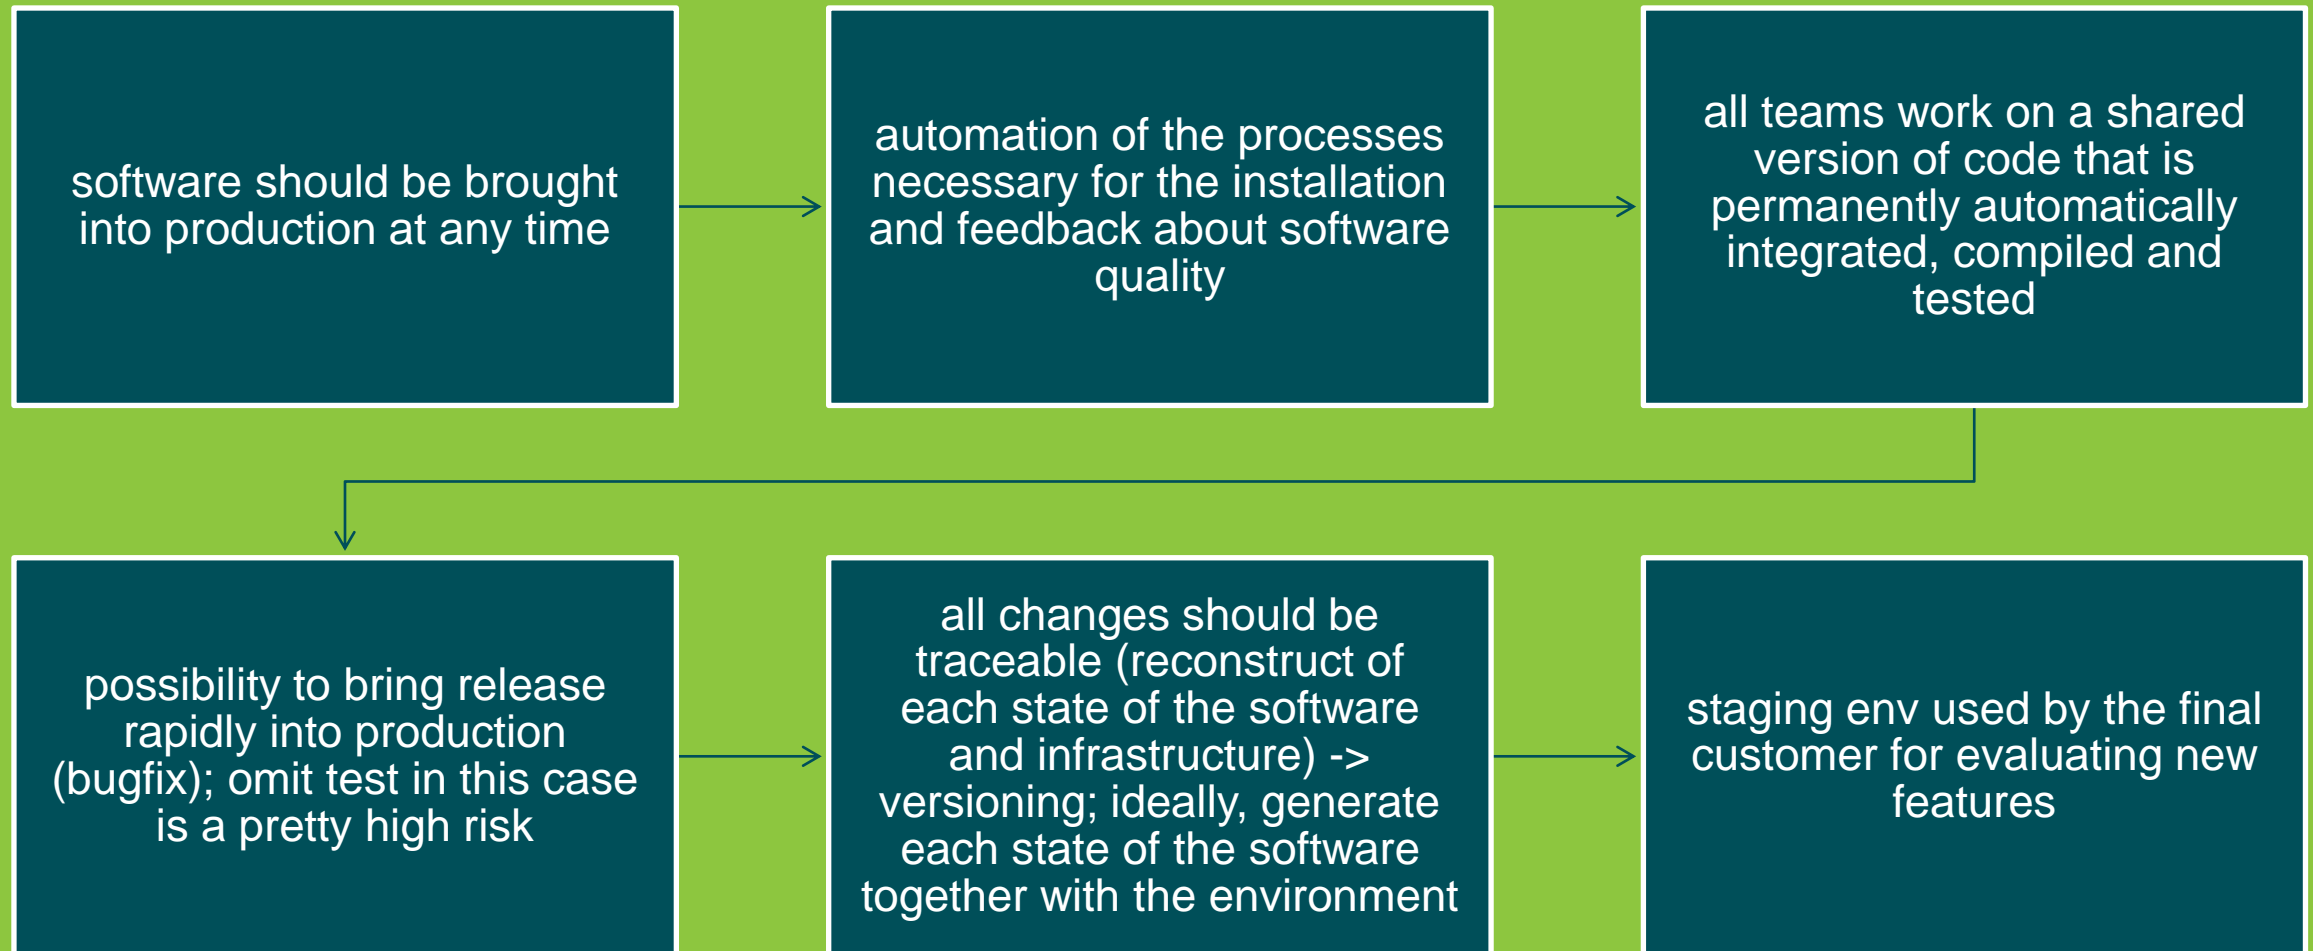 software should be brought
into production at any time
automation of the processes
necessary for the installation
and feedback about software
quality
all teams work on a shared
version of code that is
permanently automatically
integrated, compiled and
tested
possibility to bring release
rapidly into production
(bugfix); omit test in this case
is a pretty high risk
all changes should be
traceable (reconstruct of
each state of the software
and infrastructure) ->
versioning; ideally, generate
each state of the software
together with the environment
staging env used by the final
customer for evaluating new
features